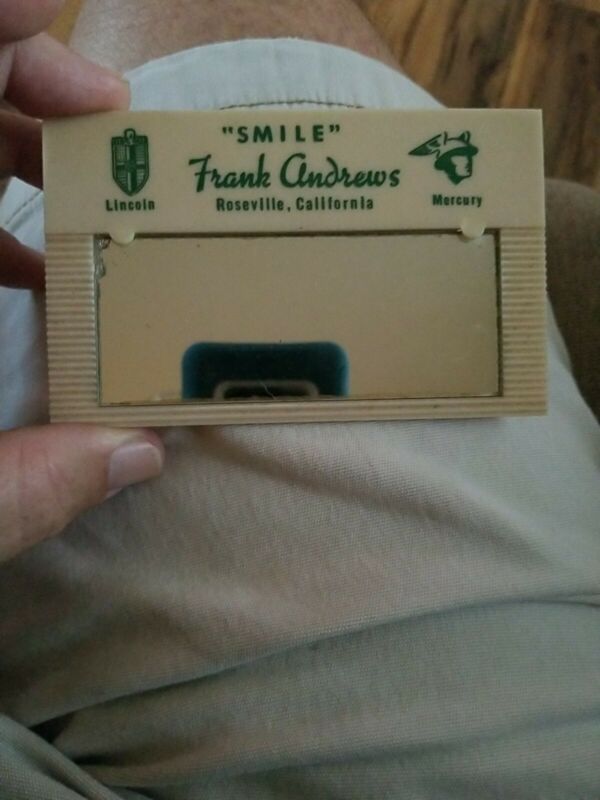 "SMILE"
Frank Andrews
Roseville, California
Lincoln
Mercury